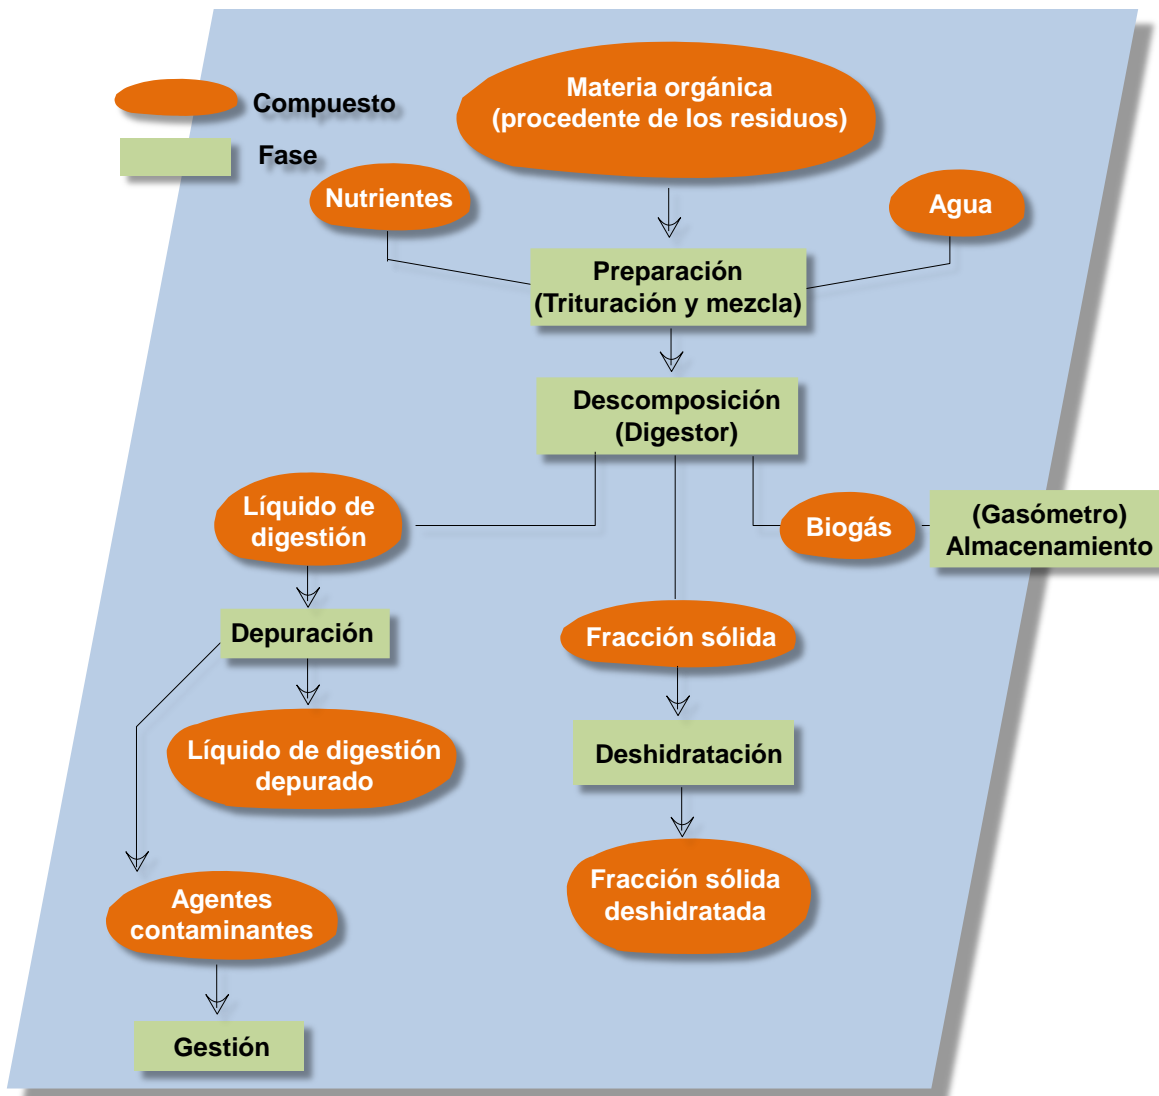 Materia orgánica
(procedente de los residuos)
Compuesto
Fase
Nutrientes
Agua
Preparación
(Trituración y mezcla)
Descomposición
(Digestor)
Líquido de
digestión
Biogás
(Gasómetro)
Almacenamiento
Depuración
Fracción sólida
Líquido de digestión
depurado
Deshidratación
Agentes
contaminantes
Fracción sólida
deshidratada
Gestión